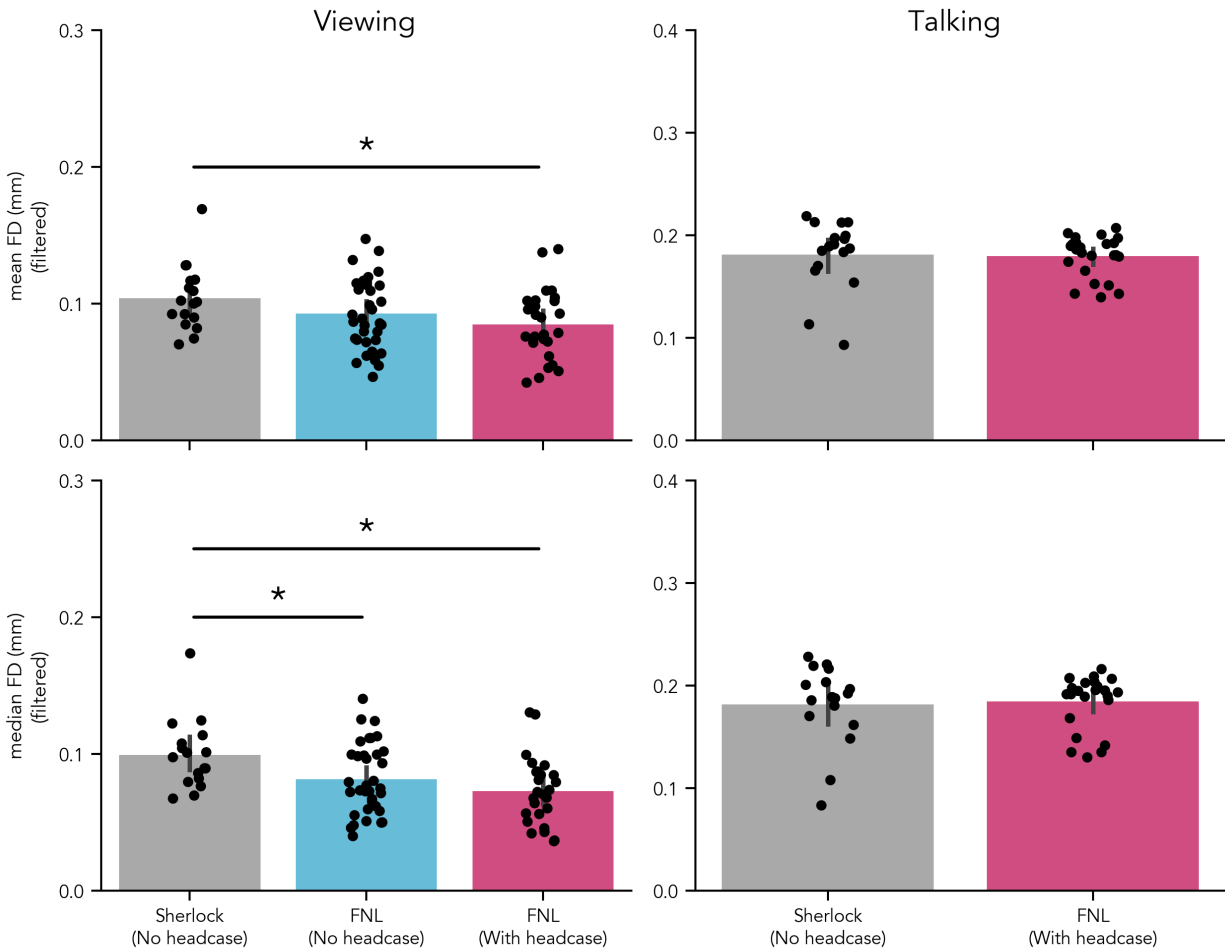 Viewing
Talking
mean FD (mm)
(filtered)
0.3
0.2
0.1
0.0
*
0.4
0.3
0.2
0.1
0.0
median FD (mm)
(filtered)
0.3
0.2
0.1
0.0
*
*
0.4
0.3
0.2
0.1
0.0
Sherlock
(No headcase)
FNL
(No headcase)
FNL
(With headcase)
Sherlock
(No headcase)
FNL
(With headcase)